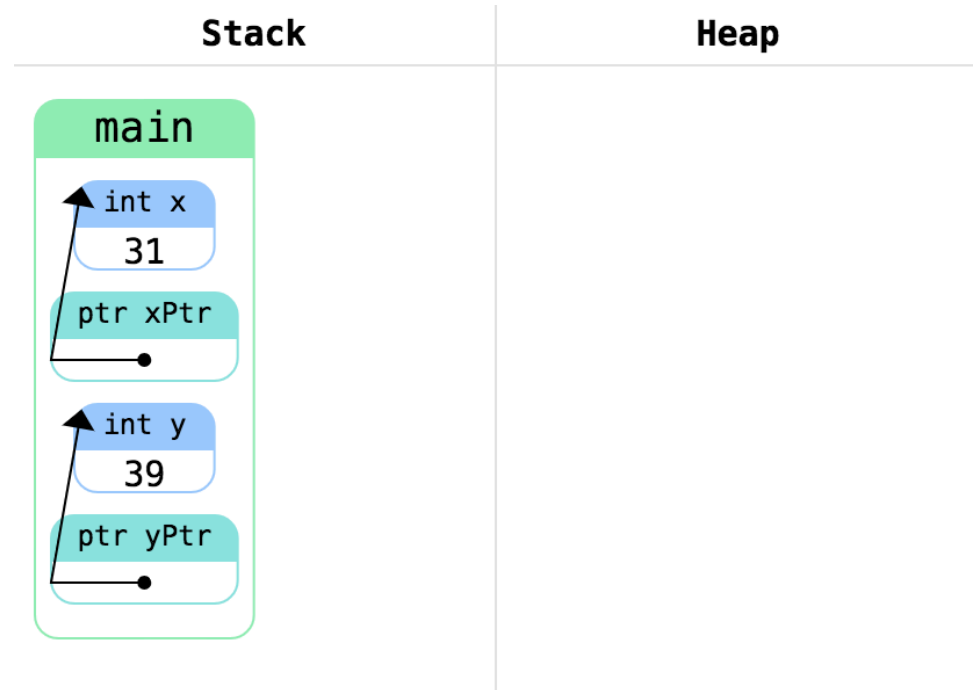 Stack Heap
main
int x
31
ptr xPtr
int y
39
ptr yPtr